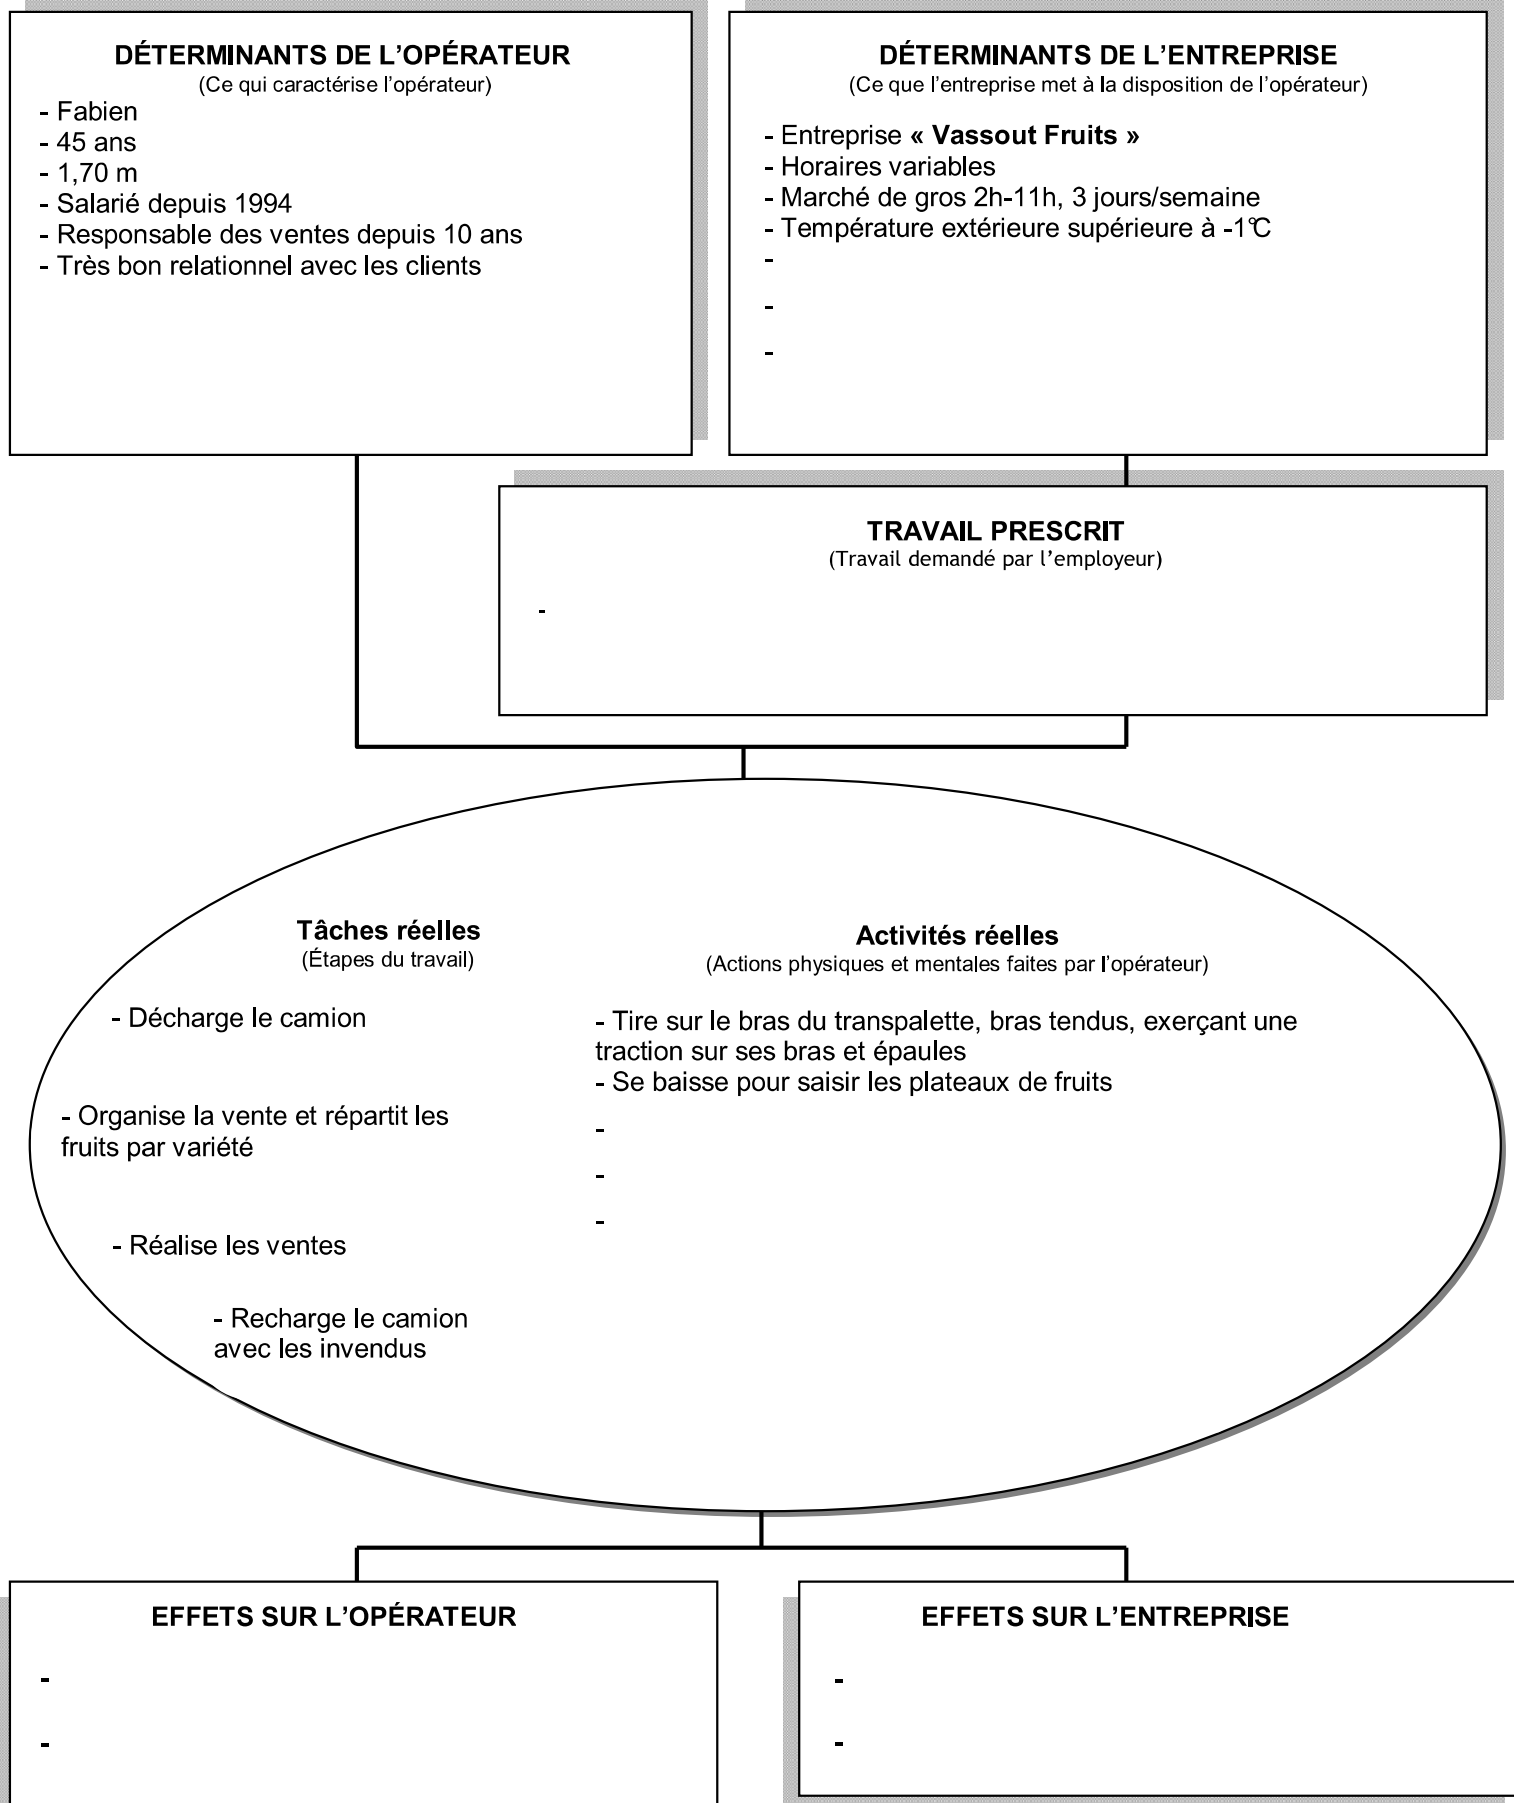 DÉTERMINANTS DE L’OPÉRATEUR
(Ce qui caractérise l’opérateur)
- Fabien
- 45 ans
- 1,70 m
- Salarié depuis 1994
- Responsable des ventes depuis 10 ans
- Très bon relationnel avec les clients
DÉTERMINANTS DE L’ENTREPRISE
(Ce que l’entreprise met à la disposition de l’opérateur)
- Entreprise « Vassout Fruits »
- Horaires variables
- Marché de gros 2h-11h, 3 jours/semaine
- Température extérieure supérieure à -1°C
-
-
-
TRAVAIL PRESCRIT
(Travail demandé par l’employeur)
-
Tâches réelles
(Étapes du travail)
- Décharge le camion
- Organise la vente et répartit les
fruits par variété
- Réalise les ventes
- Recharge le camion
avec les invendus
Activités réelles
(Actions physiques et mentales faites par l’opérateur)
- Tire sur le bras du transpalette, bras tendus, exerçant une
traction sur ses bras et épaules
- Se baisse pour saisir les plateaux de fruits
-
-
-
EFFETS SUR L’OPÉRATEUR
-
-
EFFETS SUR L’ENTREPRISE
-
-